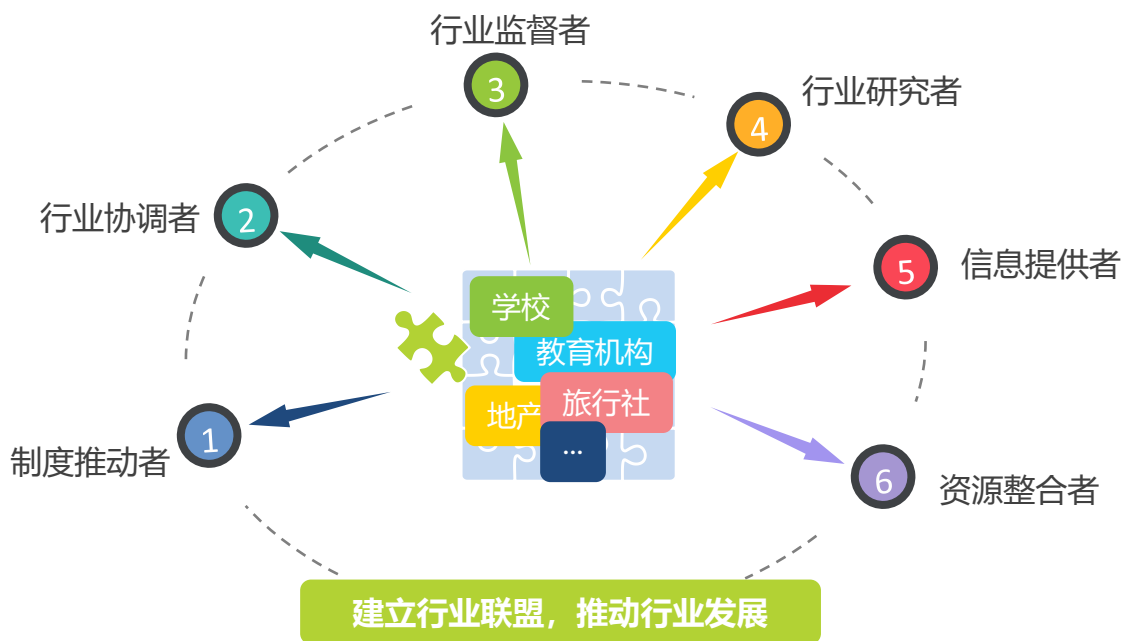 行业监督者
3
行业研究者
4
行业协调者
2
信息提供者
5
学校
教育机构
地产
旅行社
...
制度推动者
1
资源整合者
6
建立行业联盟，推动行业发展